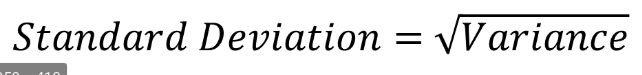 Standard Deviation = √Variance